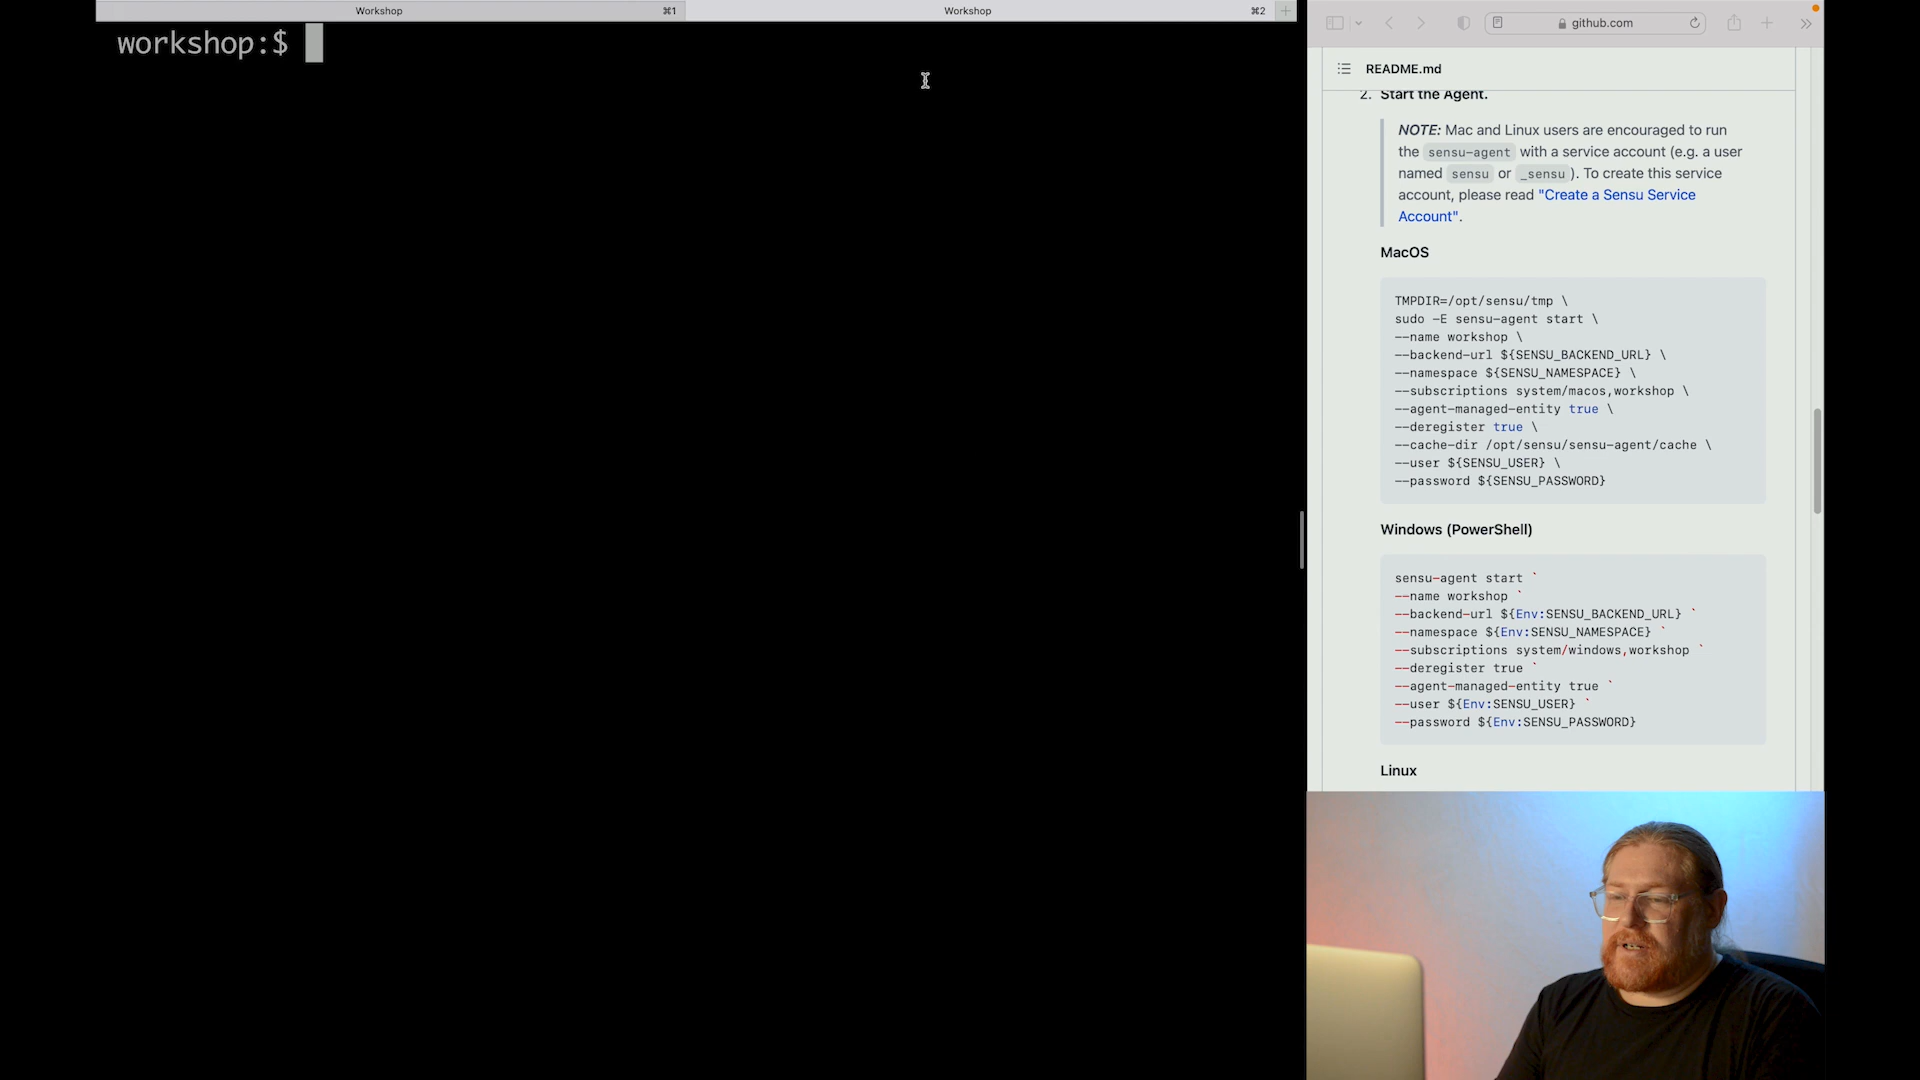 Workshop ⌘1
Workshop ⌘2
workshop:$
github.com
README.md
2. Start the Agent.
NOTE: Mac and Linux users are encouraged to run
the sensu-agent with a service account (e.g. a user
named sensu or _sensu). To create this service
account, please read "Create a Sensu Service
Account".
MacOS
TMPDIR=/opt/sensu/tmp \
sudo -E sensu-agent start \
--name workshop \
--backend-url ${SENSU_BACKEND_URL} \
--namespace ${SENSU_NAMESPACE} \
--subscriptions system/macos,workshop \
--agent-managed-entity true \
--deregister true \
--cache-dir /opt/sensu/sensu-agent/cache \
--user ${SENSU_USER} \
--password ${SENSU_PASSWORD}
Windows (PowerShell)
sensu-agent start `
--name workshop `
--backend-url ${Env:SENSU_BACKEND_URL} `
--namespace ${Env:SENSU_NAMESPACE} `
--subscriptions system/windows,workshop `
--deregister true `
--agent-managed-entity true `
--user ${Env:SENSU_USER} `
--password ${Env:SENSU_PASSWORD}
Linux